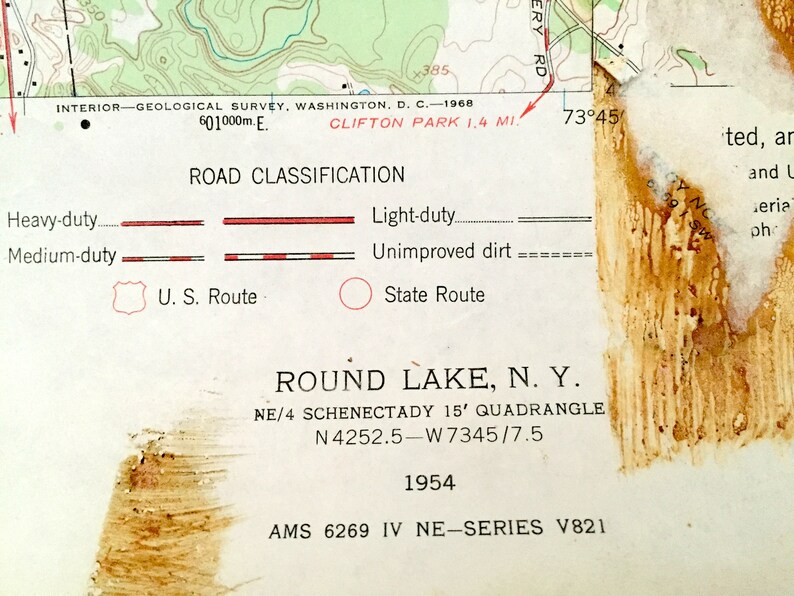 ERY RD
×385
INTERIOR—GEOLOGICAL SURVEY, WASHINGTON, D. C.—1968
⁶01⁰⁰⁰ᵐ·E.
CLIFTON PARK 1.4 MI.
73°45'
ROAD CLASSIFICATION
Heavy-duty
Light-duty
Medium-duty
Unimproved dirt
U. S. Route
State Route
ted, an
and U
ROUND LAKE, N. Y.
NE/4 SCHENECTADY 15' QUADRANGLE
N4252.5—W7345/7.5
1954
AMS 6269 IV NE—SERIES V821